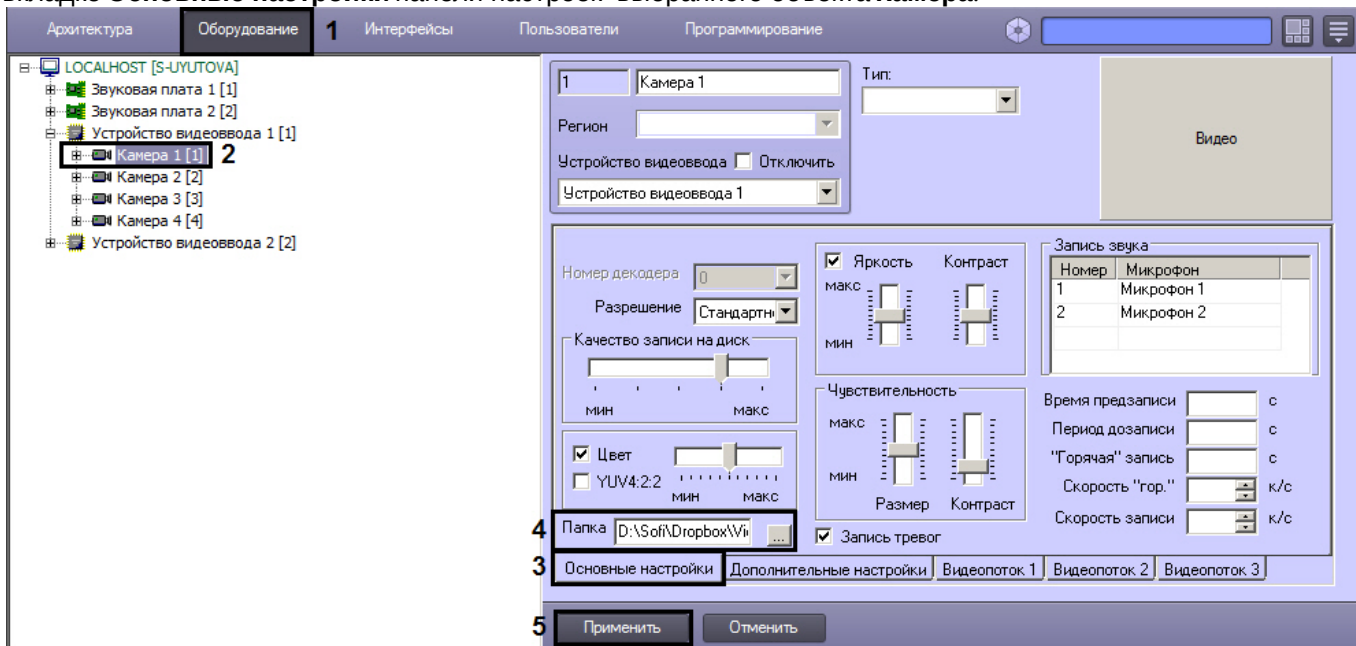 вкладке Основные настройки панели настроек выбранного объекта Камера.
Архитектура Оборудование 1 Интерфейсы Пользователи Программирование
LOCALHOST [S-UYUTOVA]
Звуковая плата 1 [1]
Звуковая плата 2 [2]
Устройство видеоввода 1 [1]
Камера 1 [1] 2
Камера 2 [2]
Камера 3 [3]
Камера 4 [4]
Устройство видеоввода 2 [2]
1 Камера 1
Регион
Устройство видеоввода Отключить
Устройство видеоввода 1
Тип:
Видео
Номер декодера 0
Разрешение Стандартн
Качество записи на диск
мин макс
Цвет
YUV4:2:2
мин макс
4 Папка D:\Sofi\Dropbox\Vi ...
Яркость Контраст
макс
мин
Чувствительность
макс
мин
Размер Контраст
Запись тревог
Запись звука
Номер Микрофон
1 Микрофон 1
2 Микрофон 2
Время предзаписи с
Период дозаписи с
"Горячая" запись с
Скорость "гор." к/с
Скорость записи к/с
3 Основные настройки Дополнительные настройки Видеопоток 1 Видеопоток 2 Видеопоток 3
5 Применить Отменить